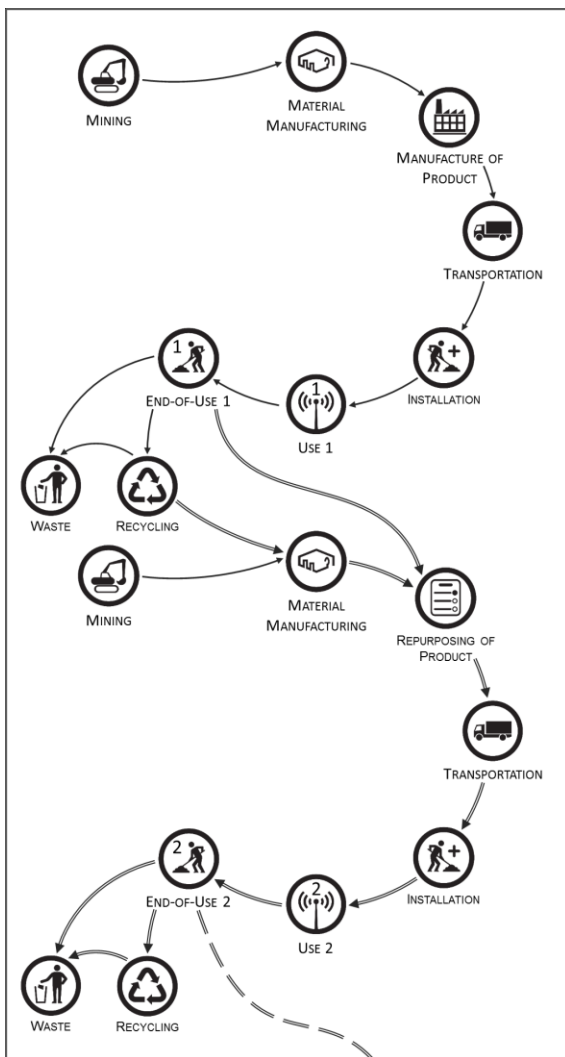 MINING
MATERIAL
MANUFACTURING
MANUFACTURE OF
PRODUCT
TRANSPORTATION
INSTALLATION
1
USE 1
1
END-OF-USE 1
WASTE
RECYCLING
MINING
MATERIAL
MANUFACTURING
REPURPOSING OF
PRODUCT
TRANSPORTATION
INSTALLATION
2
USE 2
2
END-OF-USE 2
WASTE
RECYCLING